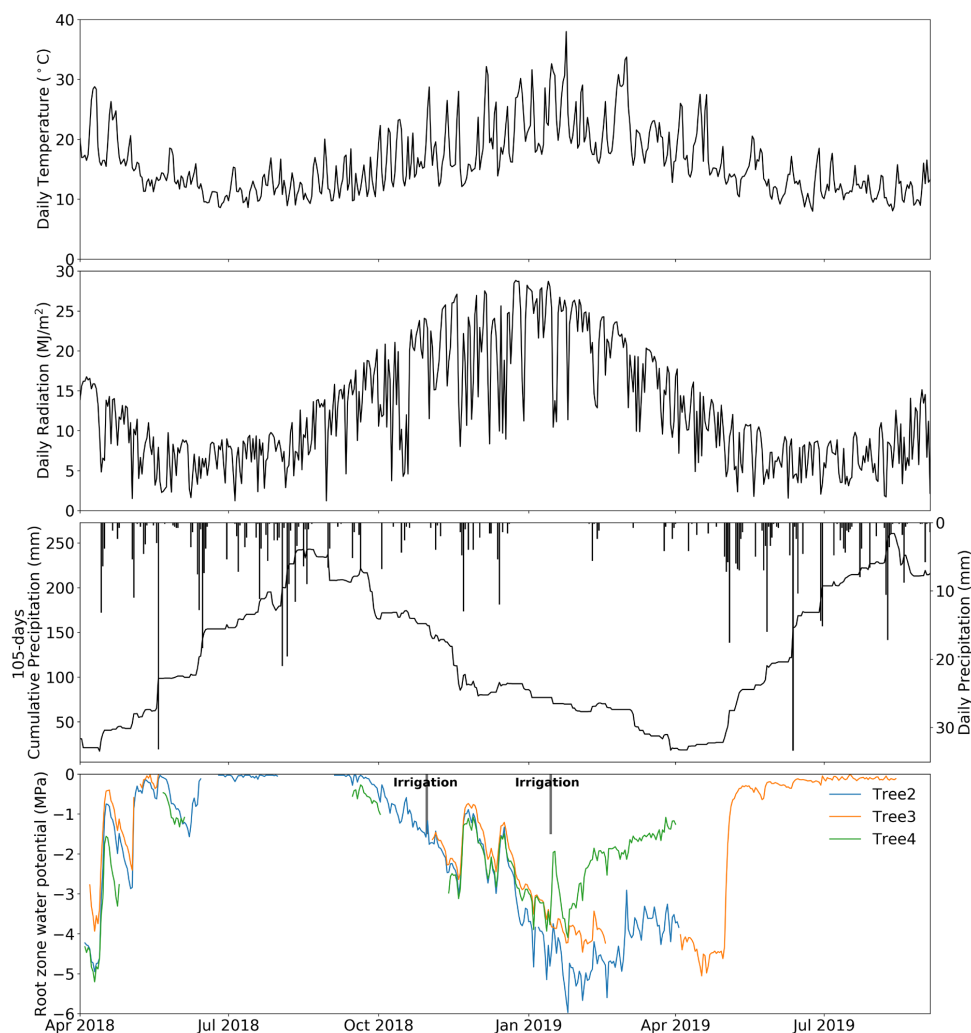 40
30
20
10
0
Daily Temperature (°C)
30
25
20
15
10
5
0
Daily Radiation (MJ/m²)
250
200
150
100
50
105-days
Cumulative Precipitation (mm)
0
10
20
30
Daily Precipitation (mm)
0
−1
−2
−3
−4
−5
−6
Root zone water potential (MPa)
Irrigation
Irrigation
Tree2
Tree3
Tree4
Apr 2018
Jul 2018
Oct 2018
Jan 2019
Apr 2019
Jul 2019